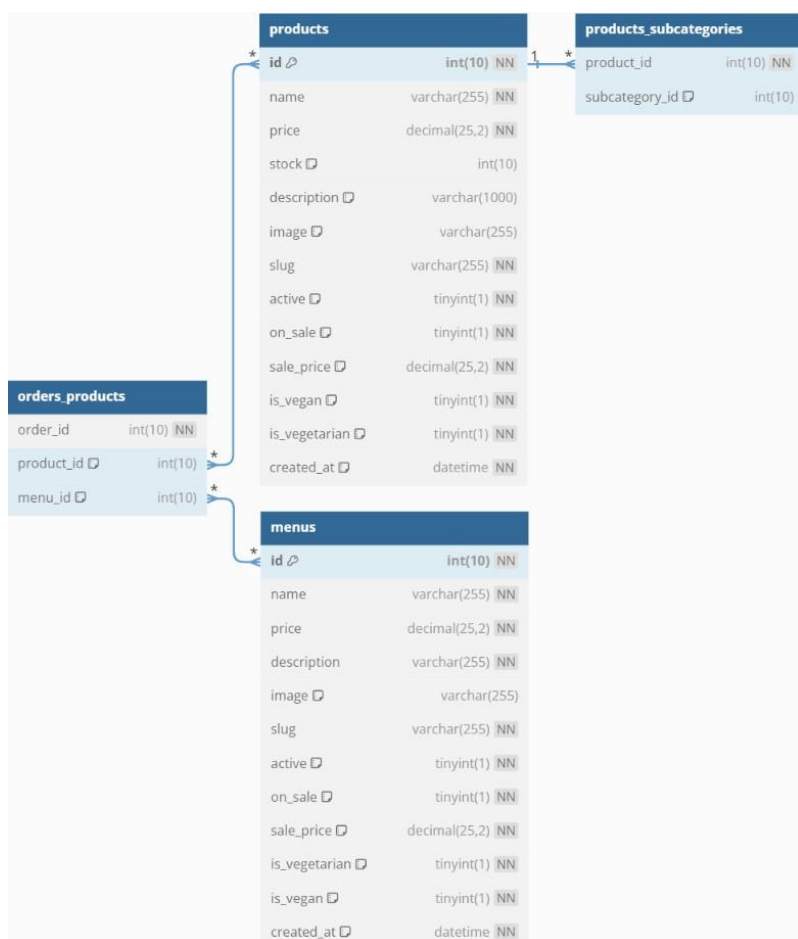 products
id int(10) NN
name varchar(255) NN
price decimal(25,2) NN
stock int(10)
description varchar(1000)
image varchar(255)
slug varchar(255) NN
active tinyint(1) NN
on_sale tinyint(1) NN
sale_price decimal(25,2) NN
is_vegan tinyint(1) NN
is_vegetarian tinyint(1) NN
created_at datetime NN
* 1 *
products_subcategories
product_id int(10) NN
subcategory_id int(10)
orders_products
order_id int(10) NN
product_id int(10) *
menu_id int(10) *
*
menus
id int(10) NN
name varchar(255) NN
price decimal(25,2) NN
description varchar(255) NN
image varchar(255)
slug varchar(255) NN
active tinyint(1) NN
on_sale tinyint(1) NN
sale_price decimal(25,2) NN
is_vegetarian tinyint(1) NN
is_vegan tinyint(1) NN
created_at datetime NN